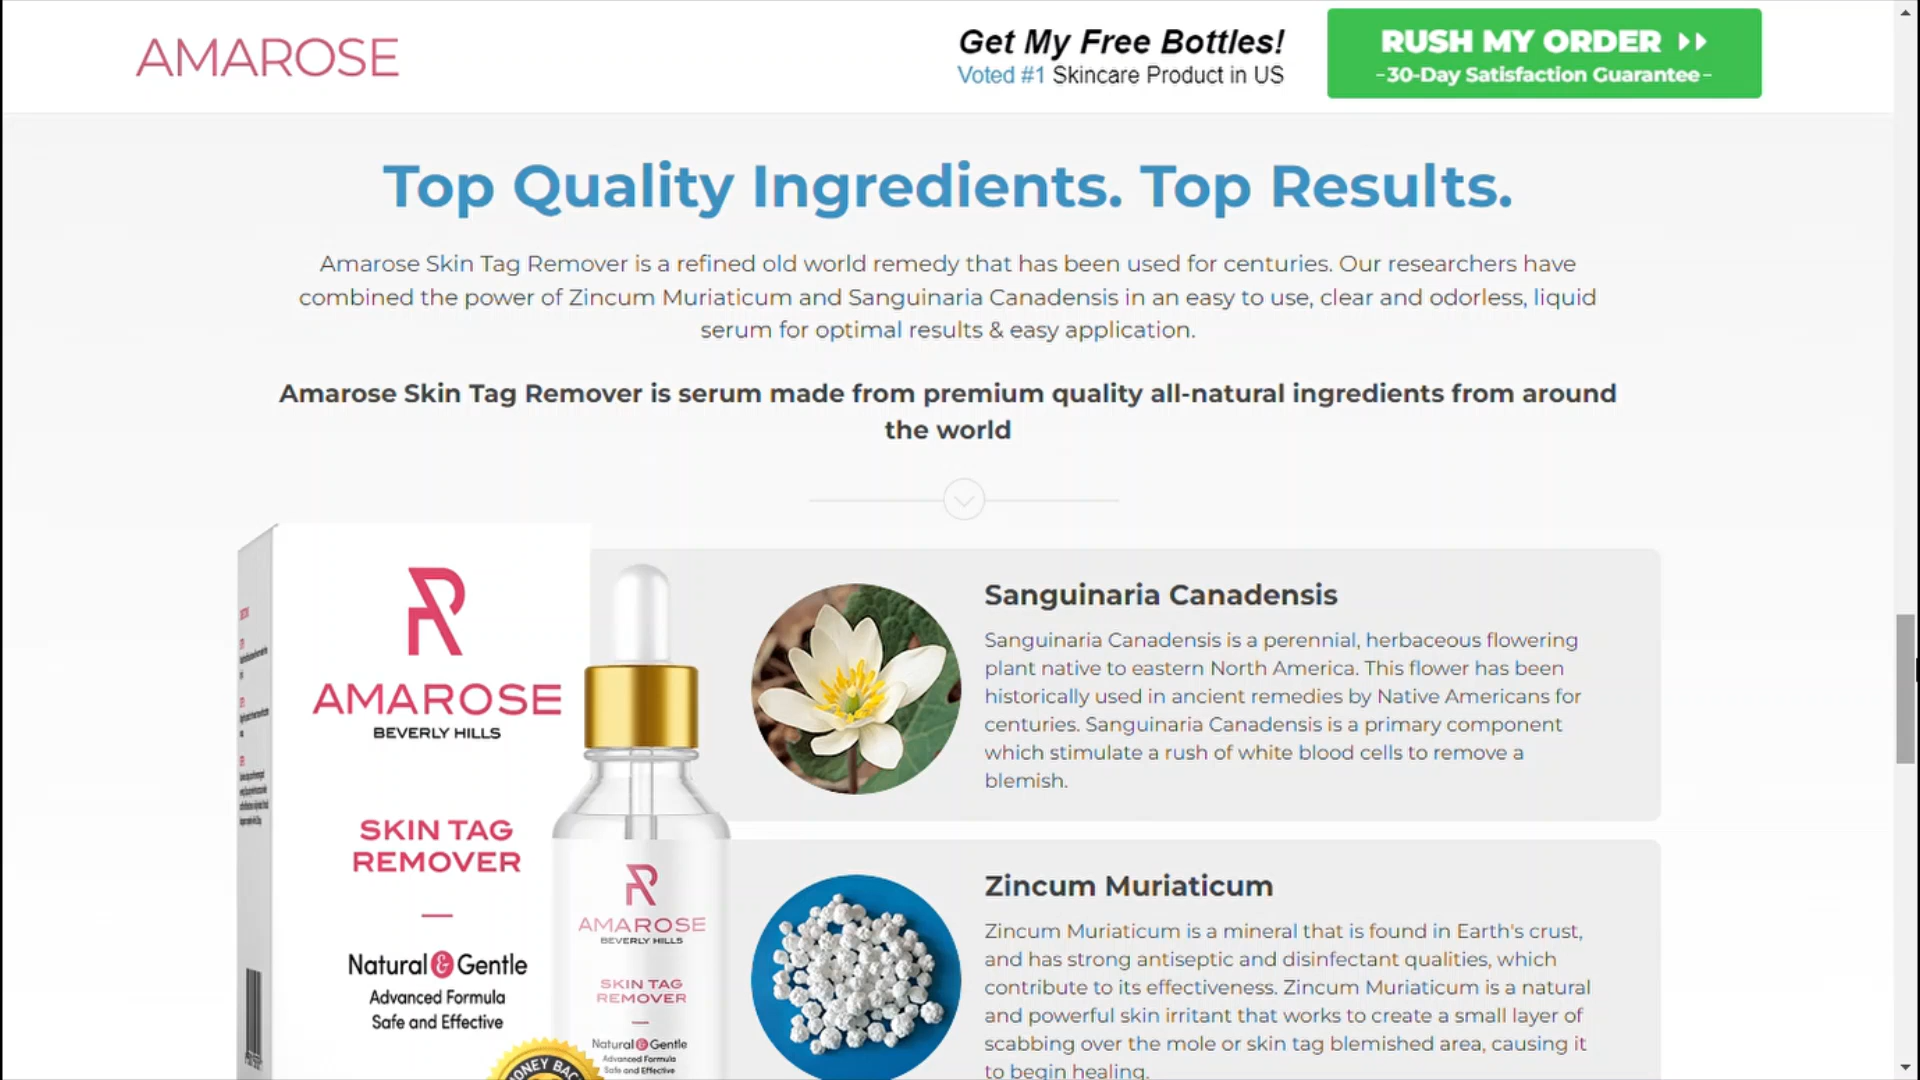 AMAROSE
Get My Free Bottles!
Voted #1 Skincare Product in US
RUSH MY ORDER
-30-Day Satisfaction Guarantee-
Top Quality Ingredients. Top Results.
Amarose Skin Tag Remover is a refined old world remedy that has been used for centuries. Our researchers have
combined the power of Zincum Muriaticum and Sanguinaria Canadensis in an easy to use, clear and odorless, liquid
serum for optimal results & easy application.
Amarose Skin Tag Remover is serum made from premium quality all-natural ingredients from around
the world
AMAROSE
BEVERLY HILLS
SKIN TAG
REMOVER
Natural & Gentle
Advanced Formula
Safe and Effective
AMAROSE
BEVERLY HILLS
SKIN TAG
REMOVER
Natural & Gentle
Advanced Formula
Safe and Effective
MONEY BACK
Sanguinaria Canadensis
Sanguinaria Canadensis is a perennial, herbaceous flowering
plant native to eastern North America. This flower has been
historically used in ancient remedies by Native Americans for
centuries. Sanguinaria Canadensis is a primary component
which stimulate a rush of white blood cells to remove a
blemish.
Zincum Muriaticum
Zincum Muriaticum is a mineral that is found in Earth's crust,
and has strong antiseptic and disinfectant qualities, which
contribute to its effectiveness. Zincum Muriaticum is a natural
and powerful skin irritant that works to create a small layer of
scabbing over the mole or skin tag blemished area, causing it
to begin healing.